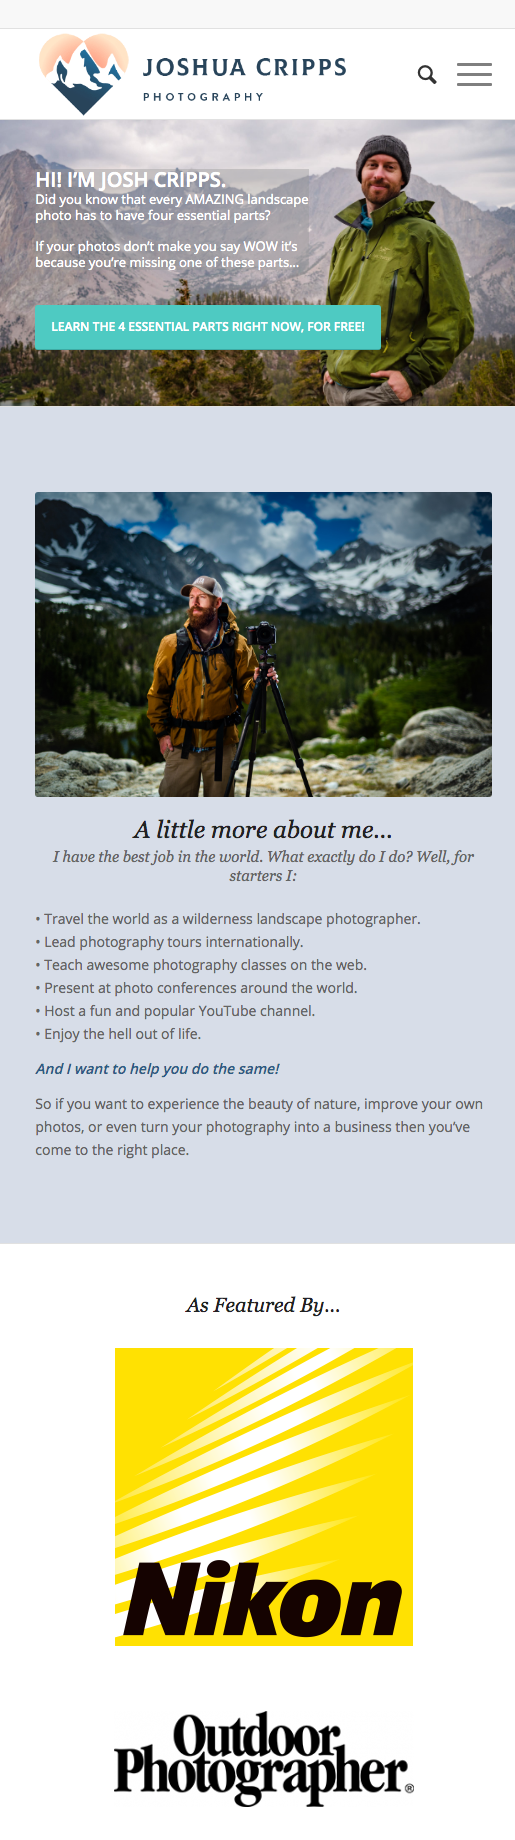 JOSHUA CRIPPS
PHOTOGRAPHY
HI! I'M JOSH CRIPPS.
Did you know that every AMAZING landscape
photo has to have four essential parts?
If your photos don't make you say WOW it's
because you're missing one of these parts...
LEARN THE 4 ESSENTIAL PARTS RIGHT NOW, FOR FREE!
A little more about me...
I have the best job in the world. What exactly do I do? Well, for
starters I:
• Travel the world as a wilderness landscape photographer.
• Lead photography tours internationally.
• Teach awesome photography classes on the web.
• Present at photo conferences around the world.
• Host a fun and popular YouTube channel.
• Enjoy the hell out of life.
And I want to help you do the same!
So if you want to experience the beauty of nature, improve your own
photos, or even turn your photography into a business then you've
come to the right place.
As Featured By...
Nikon
Outdoor
Photographer®